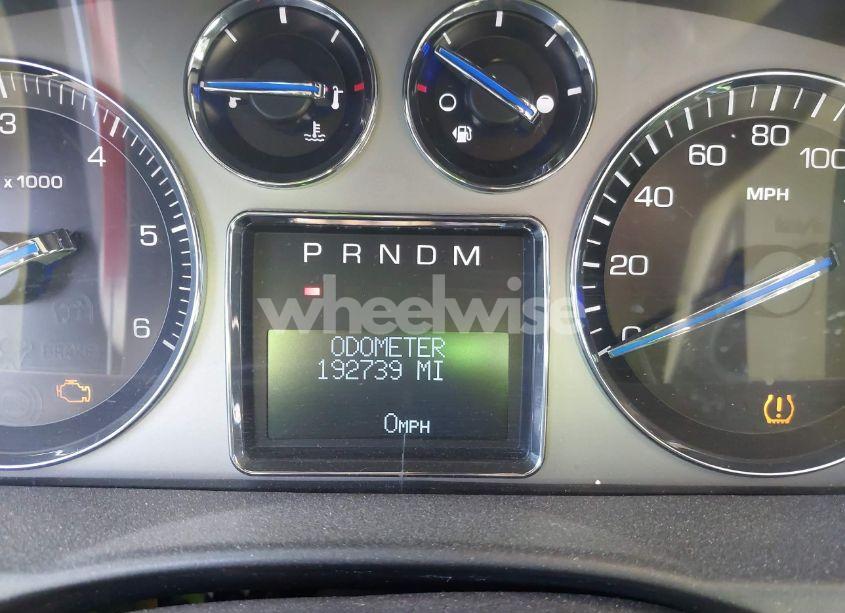 3
4
x 1000
5
6
BRAKE
P R N D M
wheelwise
ODOMETER
192739 MI
0MPH
0
20
40
60
80
100
MPH